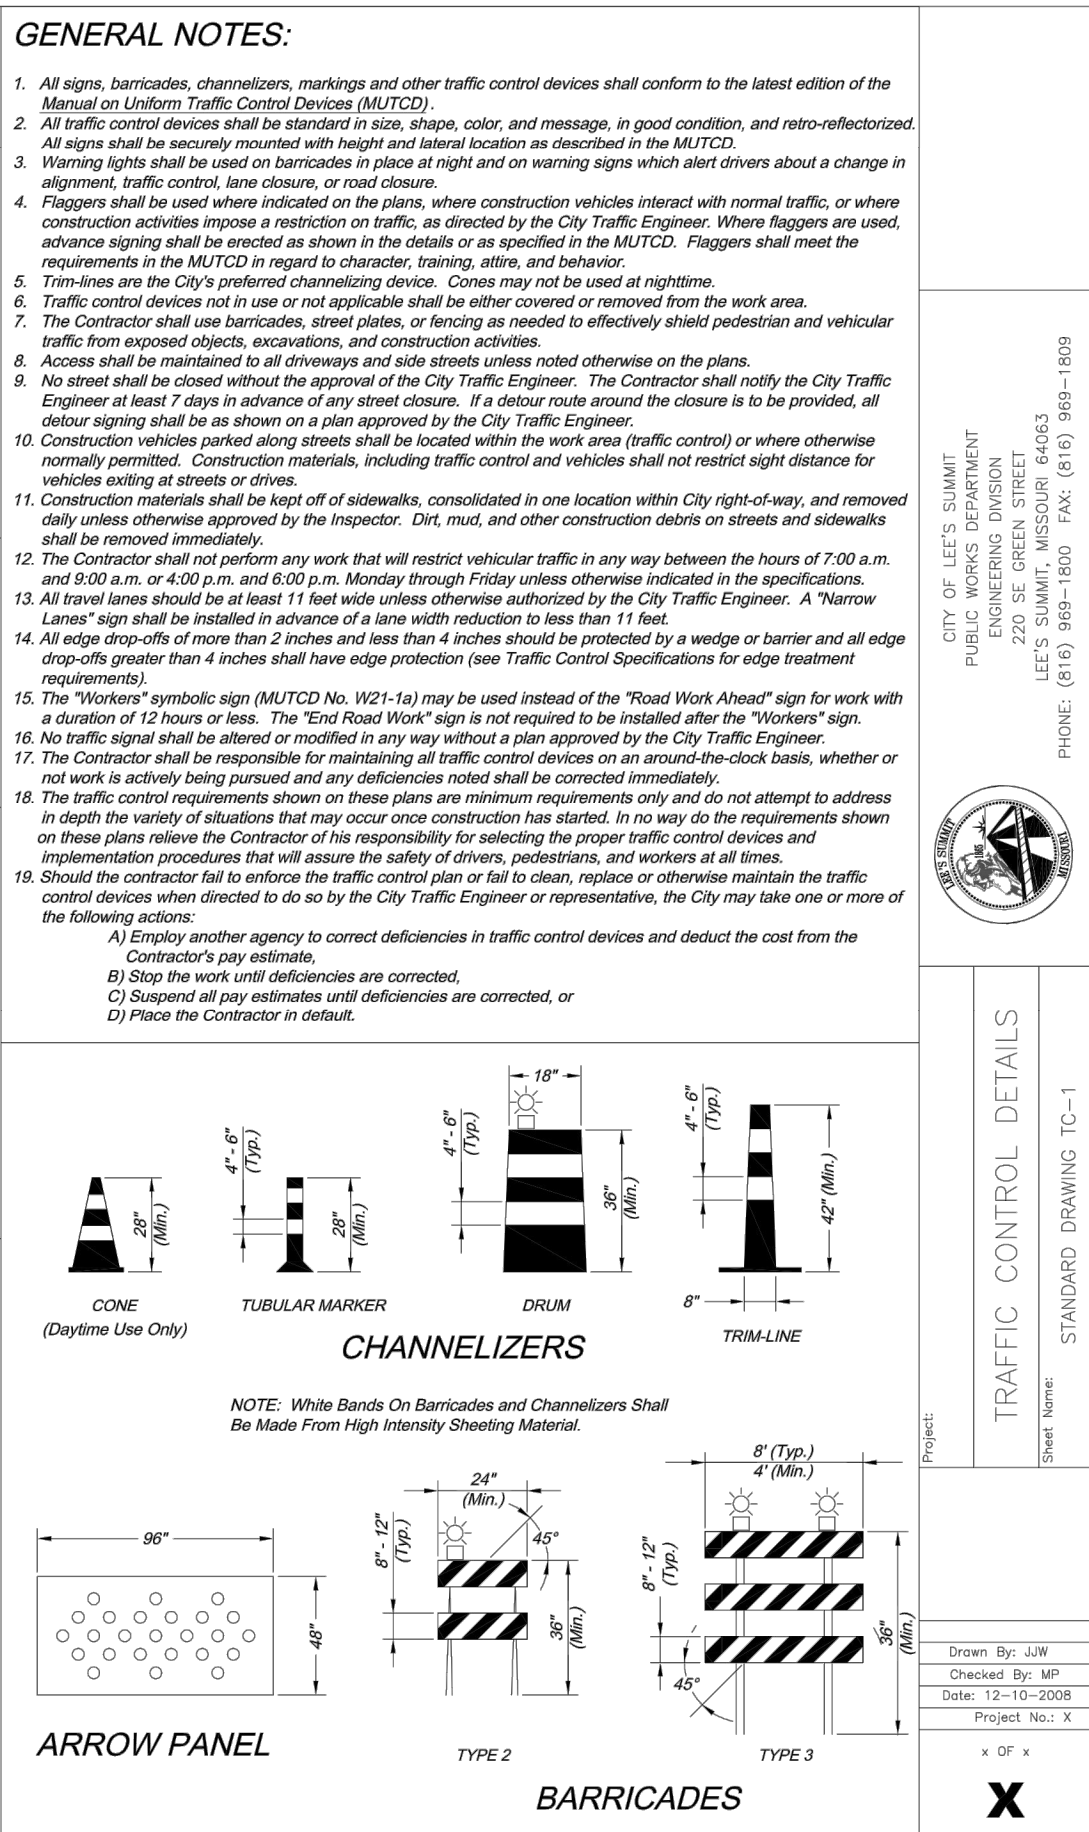 GENERAL NOTES:
1. All signs, barricades, channelizers, markings and other traffic control devices shall conform to the latest edition of the
Manual on Uniform Traffic Control Devices (MUTCD).
2. All traffic control devices shall be standard in size, shape, color, and message, in good condition, and retro-reflectorized.
All signs shall be securely mounted with height and lateral location as described in the MUTCD.
3. Warning lights shall be used on barricades in place at night and on warning signs which alert drivers about a change in
alignment, traffic control, lane closure, or road closure.
4. Flaggers shall be used where indicated on the plans, where construction vehicles interact with normal traffic, or where
construction activities impose a restriction on traffic, as directed by the City Traffic Engineer. Where flaggers are used,
advance signing shall be erected as shown in the details or as specified in the MUTCD. Flaggers shall meet the
requirements in the MUTCD in regard to character, training, attire, and behavior.
5. Trim-lines are the City's preferred channelizing device. Cones may not be used at nighttime.
6. Traffic control devices not in use or not applicable shall be either covered or removed from the work area.
7. The Contractor shall use barricades, street plates, or fencing as needed to effectively shield pedestrian and vehicular
traffic from exposed objects, excavations, and construction activities.
8. Access shall be maintained to all driveways and side streets unless noted otherwise on the plans.
9. No street shall be closed without the approval of the City Traffic Engineer. The Contractor shall notify the City Traffic
Engineer at least 7 days in advance of any street closure. If a detour route around the closure is to be provided, all
detour signing shall be as shown on a plan approved by the City Traffic Engineer.
10. Construction vehicles parked along streets shall be located within the work area (traffic control) or where otherwise
normally permitted. Construction materials, including traffic control and vehicles shall not restrict sight distance for
vehicles exiting at streets or drives.
11. Construction materials shall be kept off of sidewalks, consolidated in one location within City right-of-way, and removed
daily unless otherwise approved by the Inspector. Dirt, mud, and other construction debris on streets and sidewalks
shall be removed immediately.
12. The Contractor shall not perform any work that will restrict vehicular traffic in any way between the hours of 7:00 a.m.
and 9:00 a.m. or 4:00 p.m. and 6:00 p.m. Monday through Friday unless otherwise indicated in the specifications.
13. All travel lanes should be at least 11 feet wide unless otherwise authorized by the City Traffic Engineer. A "Narrow
Lanes" sign shall be installed in advance of a lane width reduction to less than 11 feet.
14. All edge drop-offs of more than 2 inches and less than 4 inches should be protected by a wedge or barrier and all edge
drop-offs greater than 4 inches shall have edge protection (see Traffic Control Specifications for edge treatment
requirements).
15. The "Workers" symbolic sign (MUTCD No. W21-1a) may be used instead of the "Road Work Ahead" sign for work with
a duration of 12 hours or less. The "End Road Work" sign is not required to be installed after the "Workers" sign.
16. No traffic signal shall be altered or modified in any way without a plan approved by the City Traffic Engineer.
17. The Contractor shall be responsible for maintaining all traffic control devices on an around-the-clock basis, whether or
not work is actively being pursued and any deficiencies noted shall be corrected immediately.
18. The traffic control requirements shown on these plans are minimum requirements only and do not attempt to address
in depth the variety of situations that may occur once construction has started. In no way do the requirements shown
on these plans relieve the Contractor of his responsibility for selecting the proper traffic control devices and
implementation procedures that will assure the safety of drivers, pedestrians, and workers at all times.
19. Should the contractor fail to enforce the traffic control plan or fail to clean, replace or otherwise maintain the traffic
control devices when directed to do so by the City Traffic Engineer or representative, the City may take one or more of
the following actions:
A) Employ another agency to correct deficiencies in traffic control devices and deduct the cost from the
Contractor's pay estimate,
B) Stop the work until deficiencies are corrected,
C) Suspend all pay estimates until deficiencies are corrected, or
D) Place the Contractor in default.
28"
(Min.)
CONE
(Daytime Use Only)
4" - 6"
(Typ.)
28"
(Min.)
TUBULAR MARKER
18"
4" - 6"
(Typ.)
36"
(Min.)
DRUM
4" - 6"
(Typ.)
42" (Min.)
8"
TRIM-LINE
CHANNELIZERS
NOTE: White Bands On Barricades and Channelizers Shall
Be Made From High Intensity Sheeting Material.
96"
48"
ARROW PANEL
24"
(Min.)
8" - 12"
(Typ.)
45°
36"
(Min.)
TYPE 2
8' (Typ.)
4' (Min.)
8" - 12"
(Typ.)
45°
36"
(Min.)
TYPE 3
BARRICADES
CITY OF LEE'S SUMMIT
PUBLIC WORKS DEPARTMENT
ENGINEERING DIVISION
220 SE GREEN STREET
LEE'S SUMMIT, MISSOURI 64063
PHONE: (816) 969-1800 FAX: (816) 969-1809
LEE'S SUMMIT
1865
MISSOURI
Project:
TRAFFIC CONTROL DETAILS
Sheet Name:
STANDARD DRAWING TC-1
Drawn By: JJW
Checked By: MP
Date: 12-10-2008
Project No.: X
x OF x
X